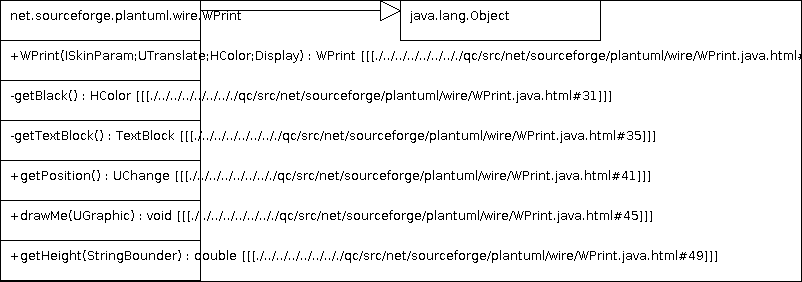 net.sourceforge.plantuml.wire.WPrint
java.lang.Object
+WPrint(ISkinParam;UTranslate;HColor;Display) : WPrint [[[./../../../../../../../qc/src/net/sourceforge/plantuml/wire/WPrint.java.html#
-getBlack() : HColor [[[./../../../../../../../qc/src/net/sourceforge/plantuml/wire/WPrint.java.html#31]]]
-getTextBlock() : TextBlock [[[./../../../../../../../qc/src/net/sourceforge/plantuml/wire/WPrint.java.html#35]]]
+getPosition() : UChange [[[./../../../../../../../qc/src/net/sourceforge/plantuml/wire/WPrint.java.html#41]]]
+drawMe(UGraphic) : void [[[./../../../../../../../qc/src/net/sourceforge/plantuml/wire/WPrint.java.html#45]]]
+getHeight(StringBounder) : double [[[./../../../../../../../qc/src/net/sourceforge/plantuml/wire/WPrint.java.html#49]]]